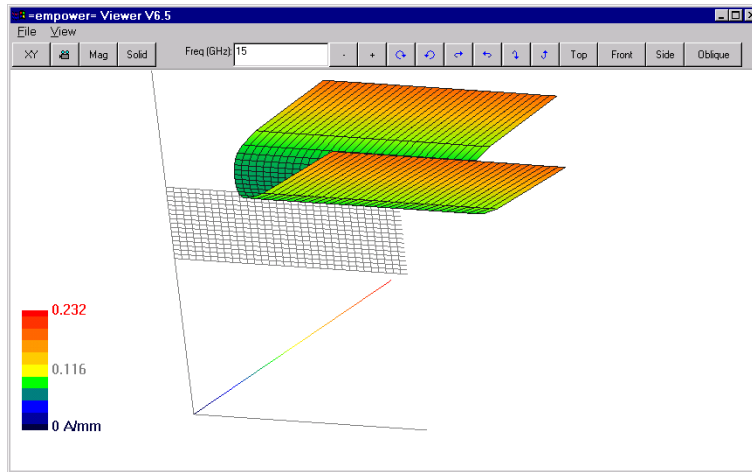 =empower= Viewer V6.5
File View
XY Mag Solid Freq (GHz): 15 - + Top Front Side Oblique
0.232
0.116
0 A/mm